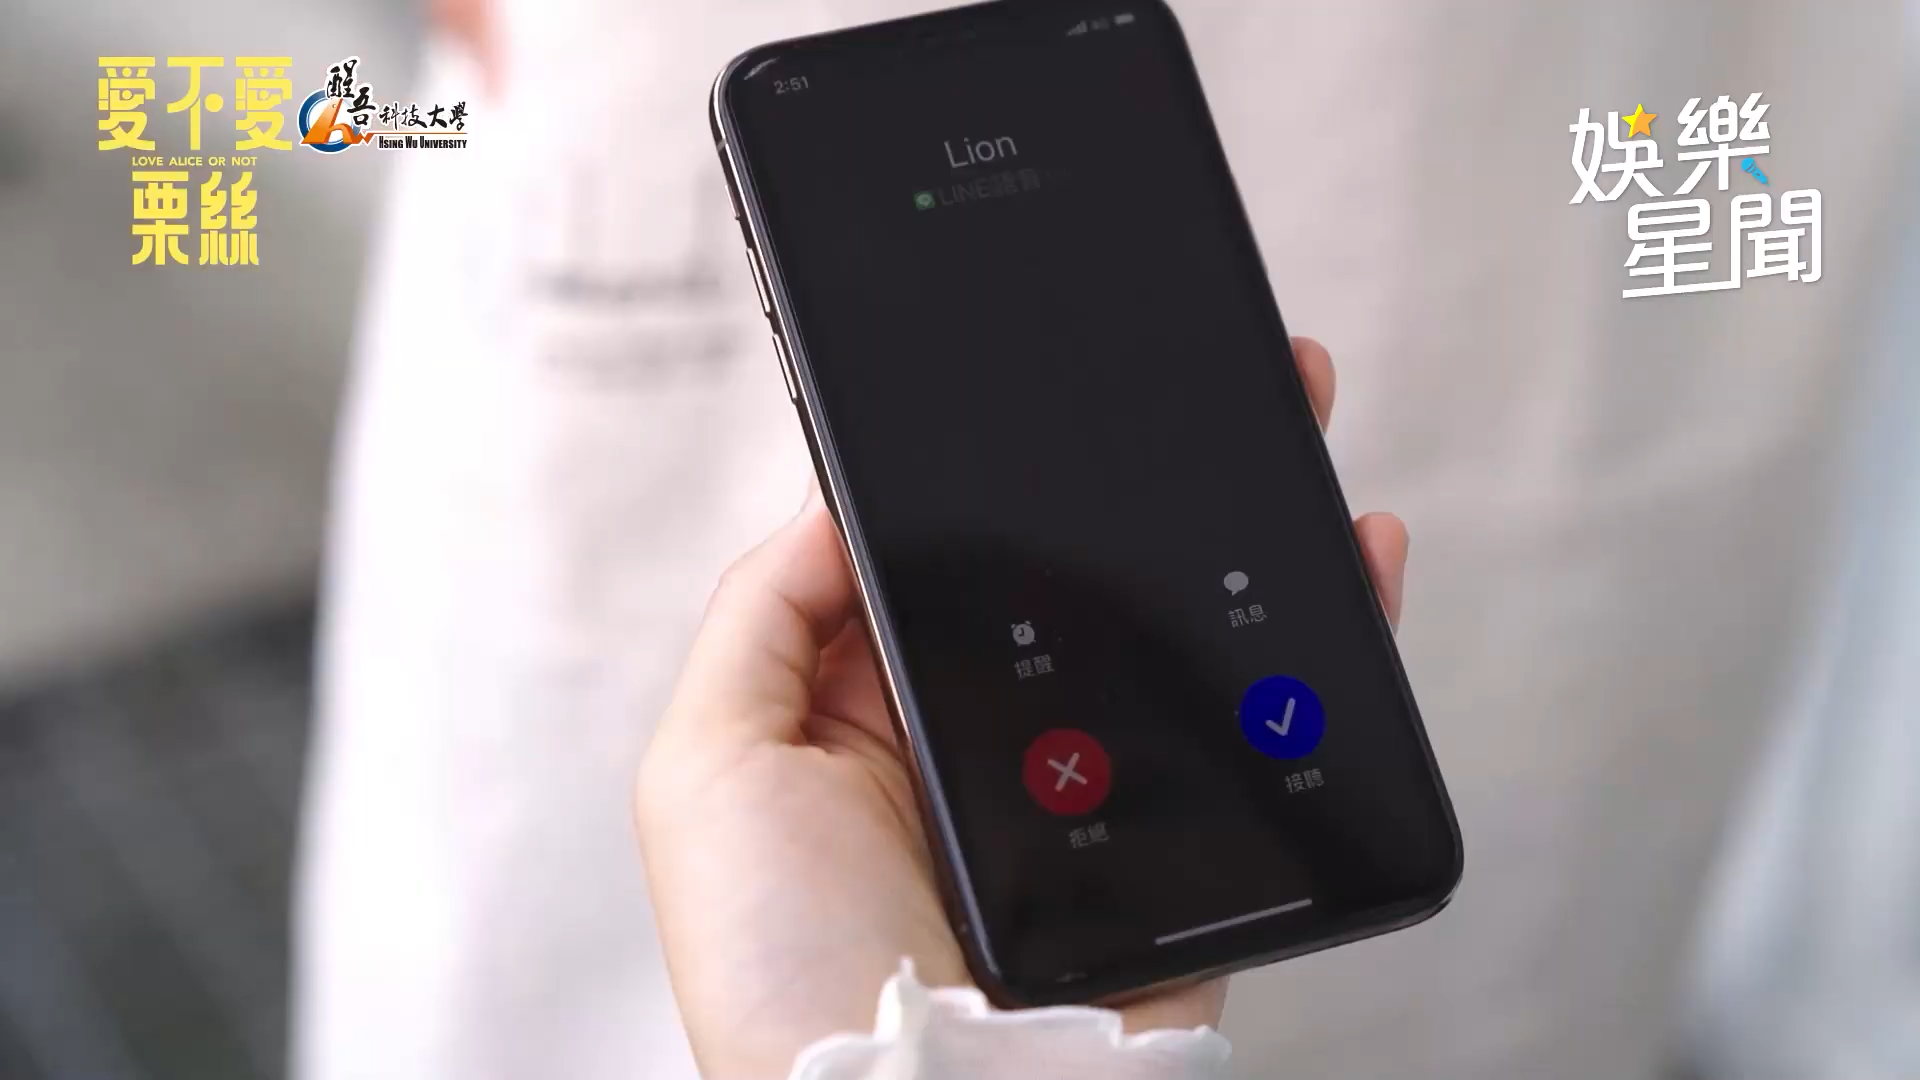 愛不愛
LOVE ALICE OR NOT
栗絲
醒吾科技大學
HSING WU UNIVERSITY
娛樂
星聞
2:51
4G
Lion
LINE語音
提醒
訊息
拒絕
接聽